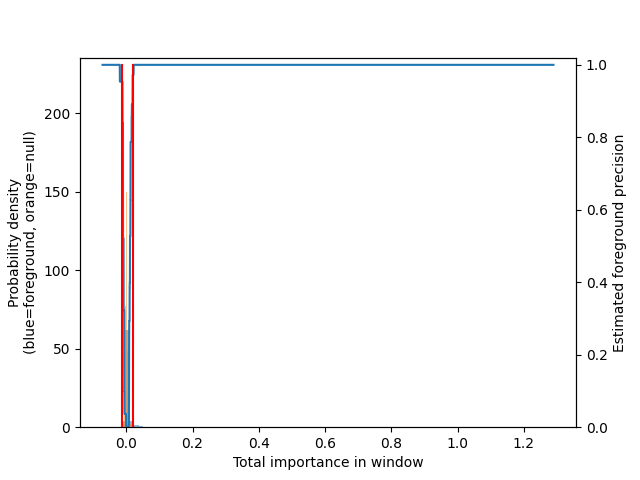 Probability density
(blue=foreground, orange=null)
200
150
100
50
0
1.0
0.8
0.6
0.4
0.2
0.0
Estimated foreground precision
0.0 0.2 0.4 0.6 0.8 1.0 1.2
Total importance in window